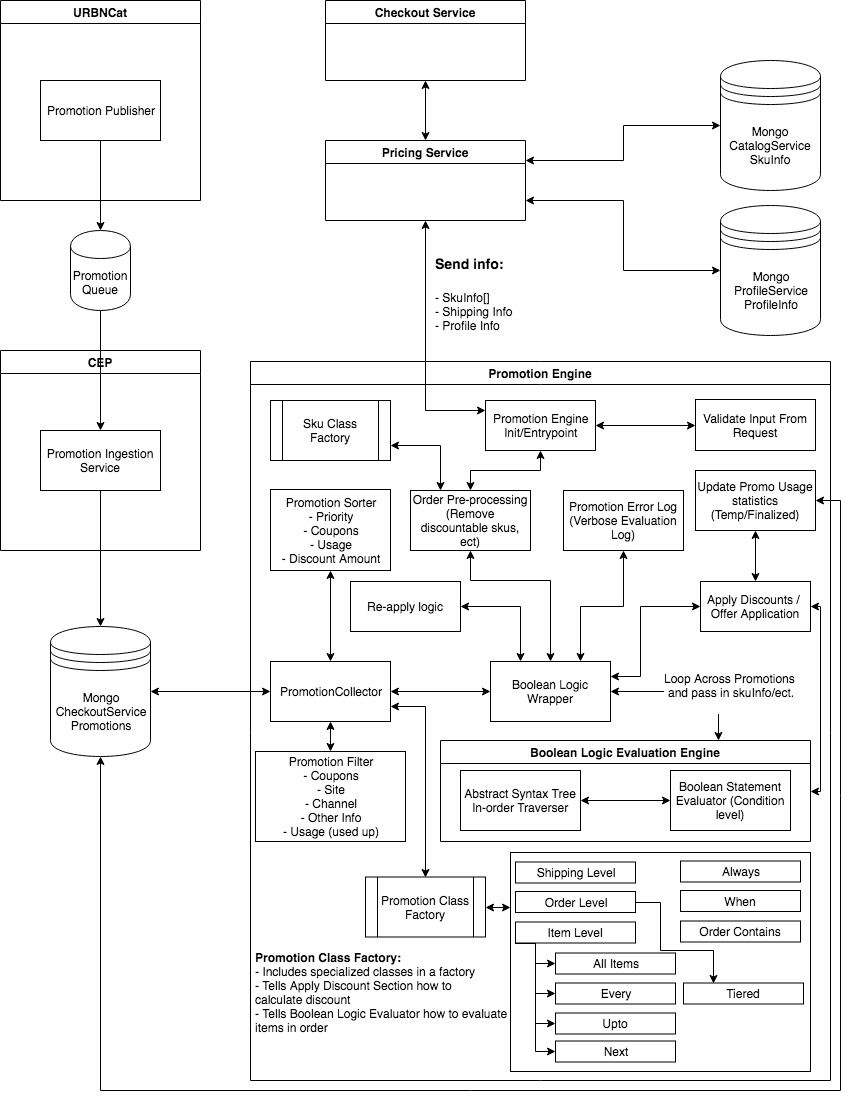 URBNCat
Checkout Service
Promotion Publisher
Mongo
CatalogService
SkuInfo
Pricing Service
Promotion
Queue
Send info:
- SkuInfo[]
- Shipping Info
- Profile Info
Mongo
ProfileService
ProfileInfo
CEP
Promotion Ingestion
Service
Promotion Engine
Sku Class
Factory
Promotion Engine
Init/Entrypoint
Validate Input From
Request
Promotion Sorter
- Priority
- Coupons
- Usage
- Discount Amount
Order Pre-processing
(Remove
discountable skus,
ect)
Promotion Error Log
(Verbose Evaluation
Log)
Update Promo Usage
statistics
(Temp/Finalized)
Re-apply logic
Apply Discounts /
Offer Application
Mongo
CheckoutService
Promotions
PromotionCollector
Boolean Logic
Wrapper
Loop Across Promotions
and pass in skuInfo/ect.
Promotion Filter
- Coupons
- Site
- Channel
- Other Info
- Usage (used up)
Boolean Logic Evaluation Engine
Abstract Syntax Tree
In-order Traverser
Boolean Statement
Evaluator (Condition
level)
Promotion Class
Factory
Shipping Level
Always
Order Level
When
Item Level
Order Contains
All Items
Every
Tiered
Upto
Next
Promotion Class Factory:
- Includes specialized classes in a factory
- Tells Apply Discount Section how to
calculate discount
- Tells Boolean Logic Evaluator how to evaluate
items in order